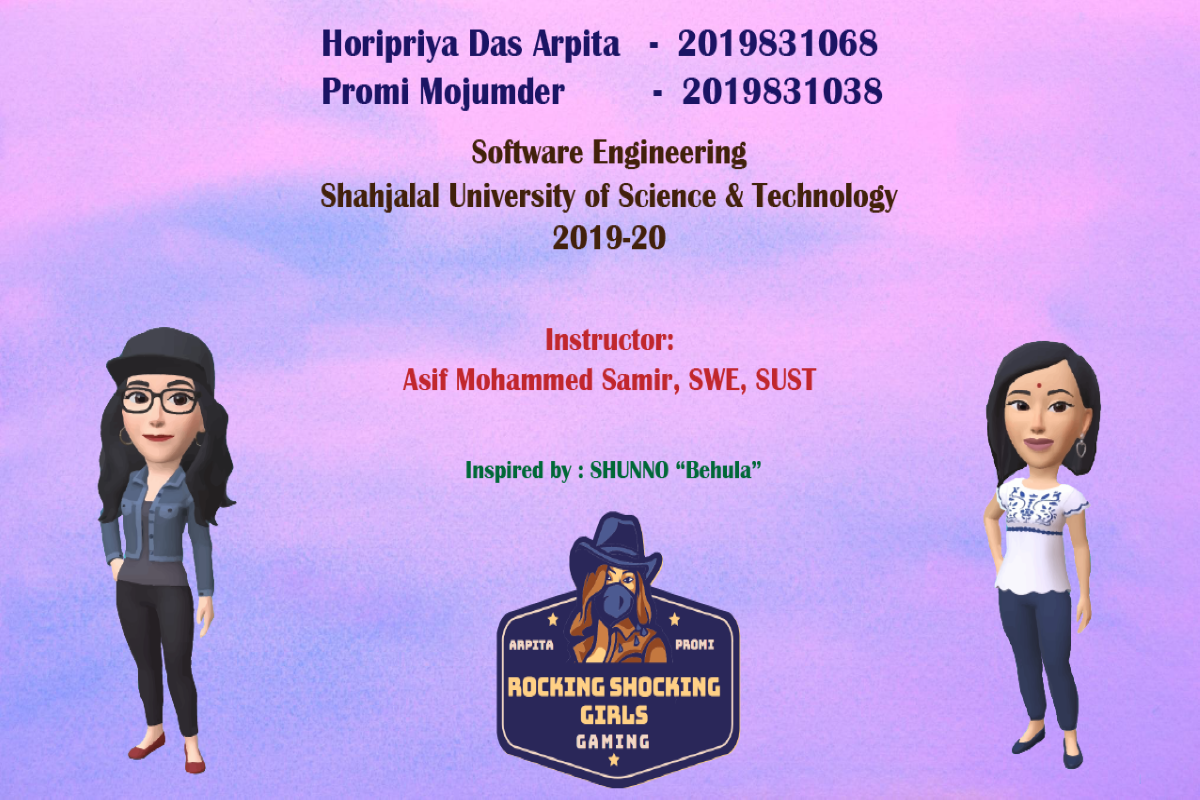 Horipriya Das Arpita - 2019831068
Promi Mojumder - 2019831038
Software Engineering
Shahjalal University of Science & Technology
2019-20
Instructor:
Asif Mohammed Samir, SWE, SUST
Inspired by : SHUNNO “Behula”
ARPITA PROMI
ROCKING SHOCKING
GIRLS
GAMING